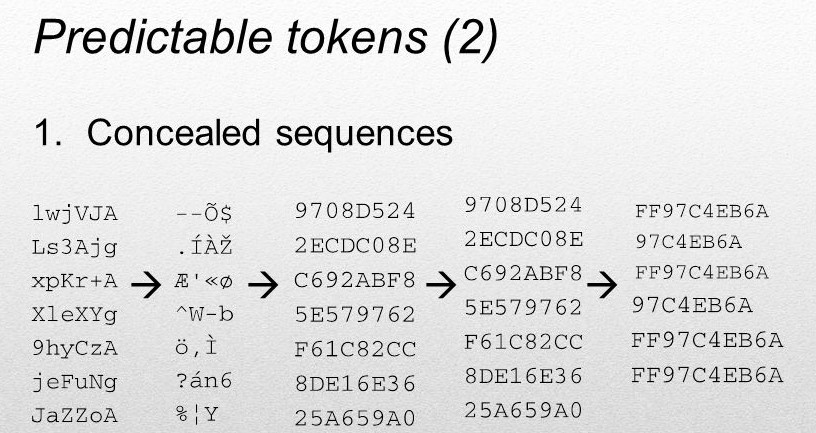 Predictable tokens (2)
1. Concealed sequences
lwjVJA
Ls3Ajg
xpKr+A
XleXYg
9hyCzA
jeFuNg
JaZZoA
→
--Õ$
.ÍÀŽ
Æ'«ø
^W-b
ö,Ì
?án6
%¦Y
→
9708D524
2ECDC08E
C692ABF8
5E579762
F61C82CC
8DE16E36
25A659A0
→
9708D524
2ECDC08E
C692ABF8
5E579762
F61C82CC
8DE16E36
25A659A0
→
FF97C4EB6A
97C4EB6A
FF97C4EB6A
97C4EB6A
FF97C4EB6A
FF97C4EB6A